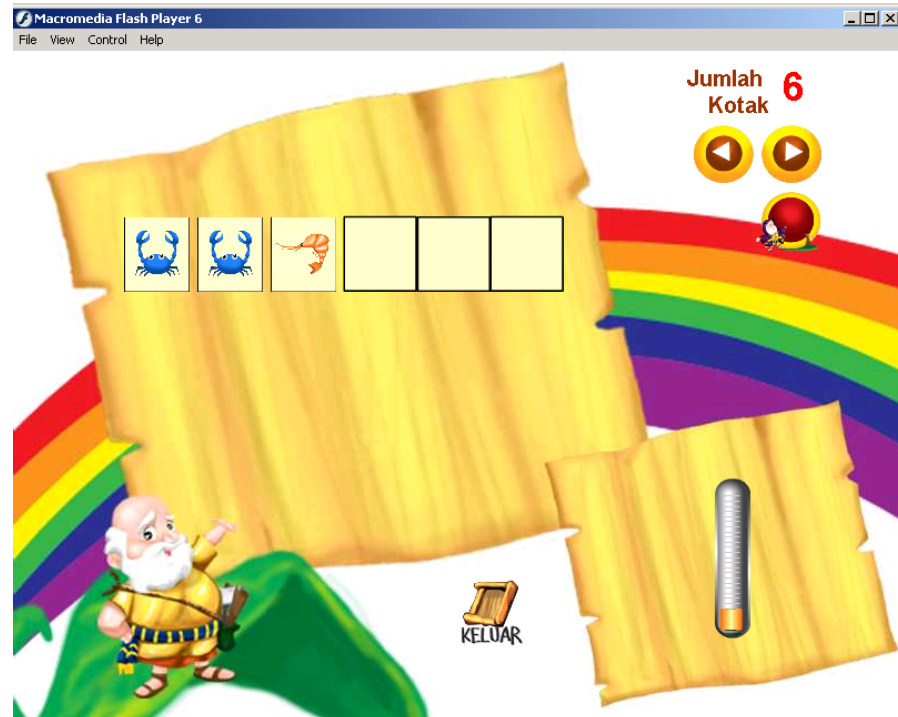 Macromedia Flash Player 6
File View Control Help
Jumlah
Kotak
6
KELUAR